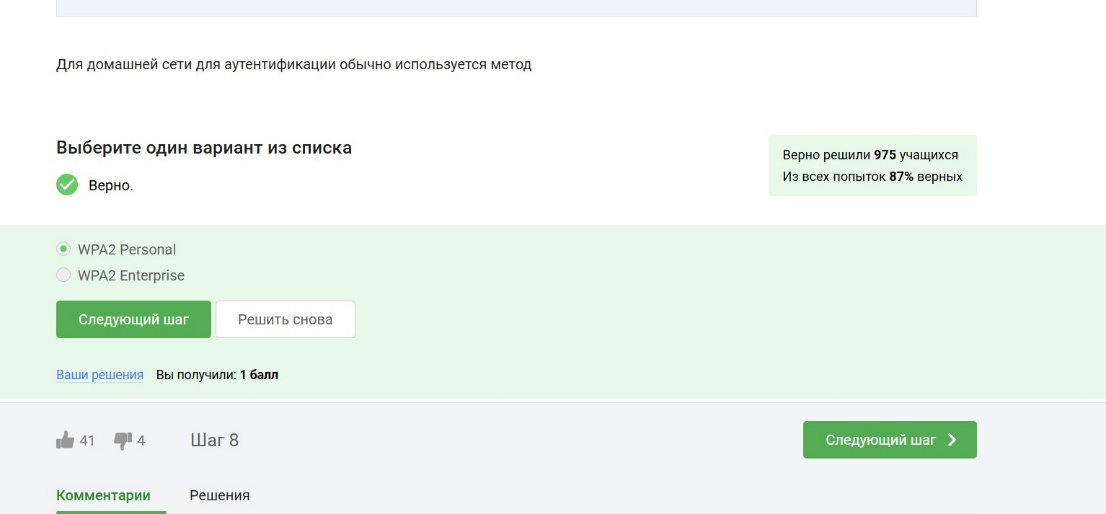 Для домашней сети для аутентификации обычно используется метод
Выберите один вариант из списка
Верно.
Верно решили 975 учащихся
Из всех попыток 87% верных
WPA2 Personal
WPA2 Enterprise
Следующий шаг
Решить снова
Ваши решения Вы получили: 1 балл
41 4 Шаг 8
Следующий шаг
Комментарии Решения